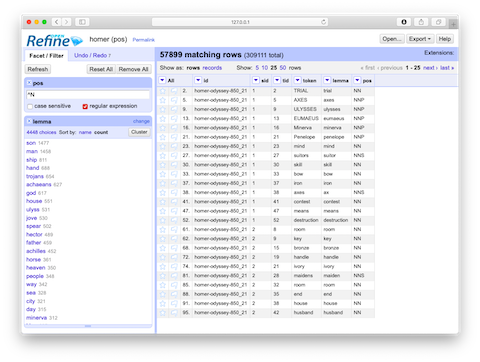 127.0.0.1
OPEN
Refine homer (pos) Permalink Open... Export Help
Facet / Filter Undo / Redo /
Refresh Reset All Remove All
pos
^N
case sensitive regular expression
lemma change
4448 choices Sort by: name count Cluster
son 1477
man 1458
ship 811
hand 688
trojans 654
achaeans 637
god 517
house 551
ulyss 531
jove 530
spear 502
hector 489
father 459
achilles 452
horse 361
heaven 350
people 348
way 342
sea 328
city 321
day 315
minerva 312
57899 matching rows (309111 total)
Extensions:
Show as: rows records Show: 5 10 25 50 rows « first ‹ previous 1 - 25 next › last »
All id sid tid token lemma pos
2. homer-odyssey-850_21 1 2 TRIAL trial NN
5. homer-odyssey-850_21 1 5 AXES axes NNP
9. homer-odyssey-850_21 1 9 ULYSSES ulysses NNP
13. homer-odyssey-850_21 1 13 EUMAEUS eumaeus NNP
16. homer-odyssey-850_21 1 16 Minerva minerva NNP
21. homer-odyssey-850_21 1 21 Penelope penelope NNP
23. homer-odyssey-850_21 1 23 mind mind NN
27. homer-odyssey-850_21 1 27 suitors suitor NNS
30. homer-odyssey-850_21 1 30 skill skill NN
33. homer-odyssey-850_21 1 33 bow bow NN
37. homer-odyssey-850_21 1 37 iron iron NN
38. homer-odyssey-850_21 1 38 axes ax NNS
41. homer-odyssey-850_21 1 41 contest contest NN
47. homer-odyssey-850_21 1 47 means means NN
52. homer-odyssey-850_21 1 52 destruction destruction NN
61. homer-odyssey-850_21 2 8 room room NN
62. homer-odyssey-850_21 2 9 key key NN
68. homer-odyssey-850_21 2 15 bronze bronze NN
72. homer-odyssey-850_21 2 19 handle handle NN
74. homer-odyssey-850_21 2 21 ivory ivory NN
81. homer-odyssey-850_21 2 28 maidens maiden NNS
85. homer-odyssey-850_21 2 32 room room NN
88. homer-odyssey-850_21 2 35 end end NN
91. homer-odyssey-850_21 2 38 house house NN
95. homer-odyssey-850_21 2 42 husband husband NN